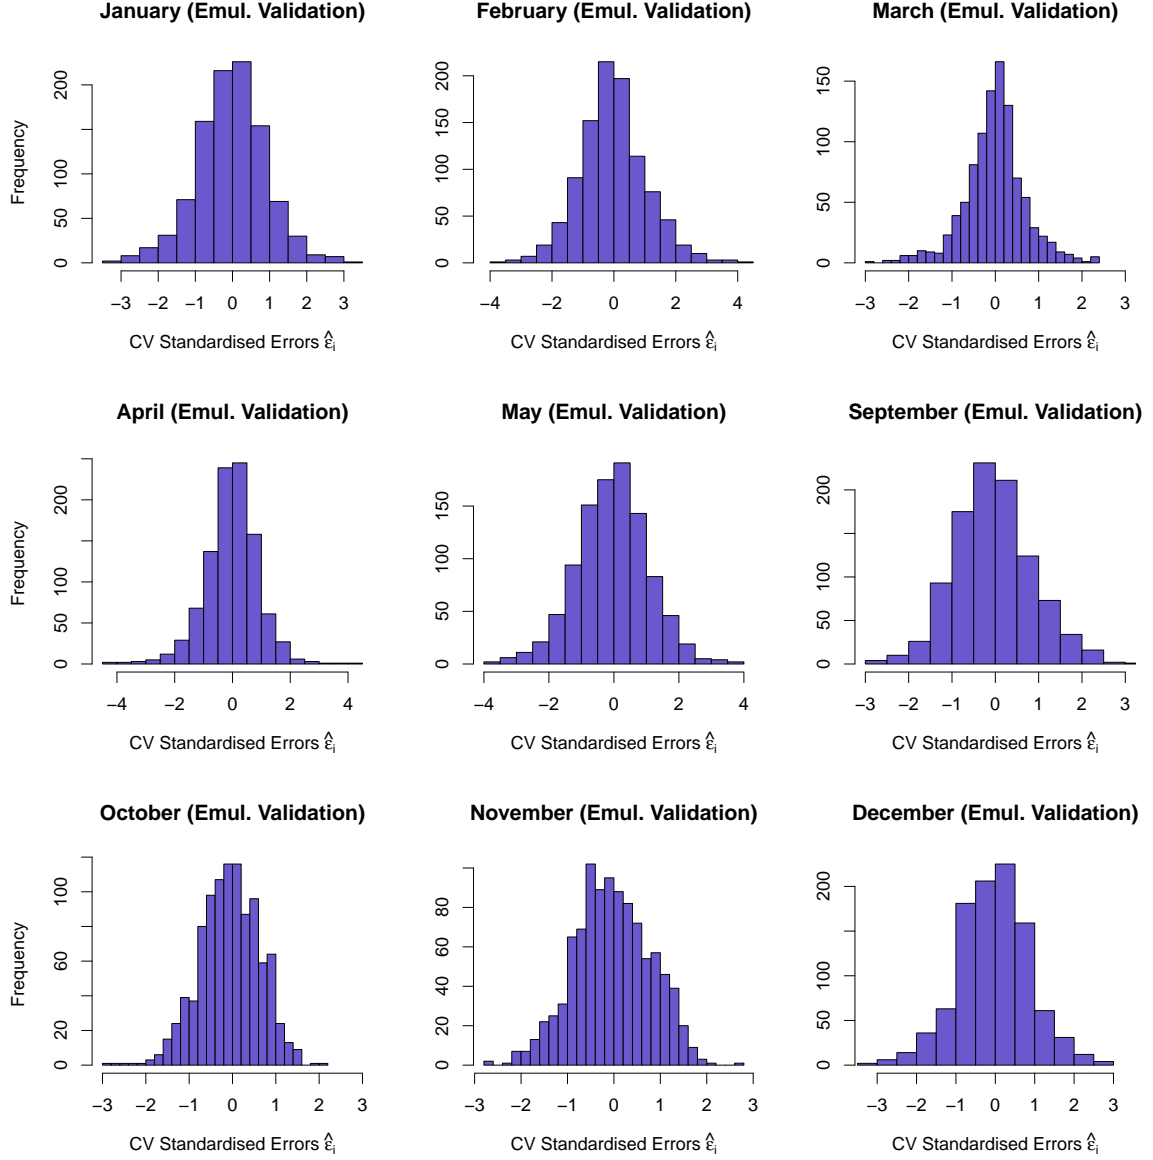 January (Emul. Validation)
Frequency
0 50 100 200
−3 −2 −1 0 1 2 3
CV Standardised Errors ε̂i
February (Emul. Validation)
0 50 100 150 200
−4 −2 0 2 4
CV Standardised Errors ε̂i
March (Emul. Validation)
0 50 100 150
−3 −2 −1 0 1 2 3
CV Standardised Errors ε̂i
April (Emul. Validation)
Frequency
0 50 100 200
−4 −2 0 2 4
CV Standardised Errors ε̂i
May (Emul. Validation)
0 50 100 150
−4 −2 0 2 4
CV Standardised Errors ε̂i
September (Emul. Validation)
0 50 100 200
−3 −2 −1 0 1 2 3
CV Standardised Errors ε̂i
October (Emul. Validation)
Frequency
0 20 60 100
−3 −2 −1 0 1 2 3
CV Standardised Errors ε̂i
November (Emul. Validation)
0 20 40 60 80
−3 −2 −1 0 1 2 3
CV Standardised Errors ε̂i
December (Emul. Validation)
0 50 100 200
−3 −2 −1 0 1 2 3
CV Standardised Errors ε̂i